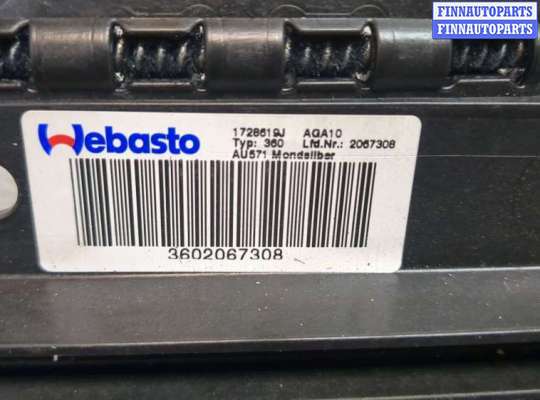 FINNAUTOPARTS
FINNAUTOPARTS
Webasto
1728619J AGA10
Typ: 360 Lfd.Nr.: 2067308
AU571 Mondsilber
3602067308